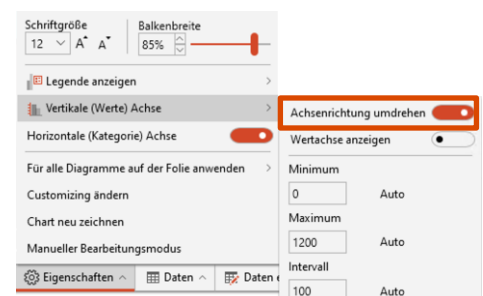 Schriftgröße
12 A A
Balkenbreite
85%
Legende anzeigen
Vertikale (Werte) Achse
Horizontale (Kategorie) Achse
Für alle Diagramme auf der Folie anwenden
Customizing ändern
Chart neu zeichnen
Manueller Bearbeitungsmodus
Eigenschaften Daten Daten
Achsenrichtung umdrehen
Wertachse anzeigen
Minimum
0 Auto
Maximum
1200 Auto
Intervall
100 Auto